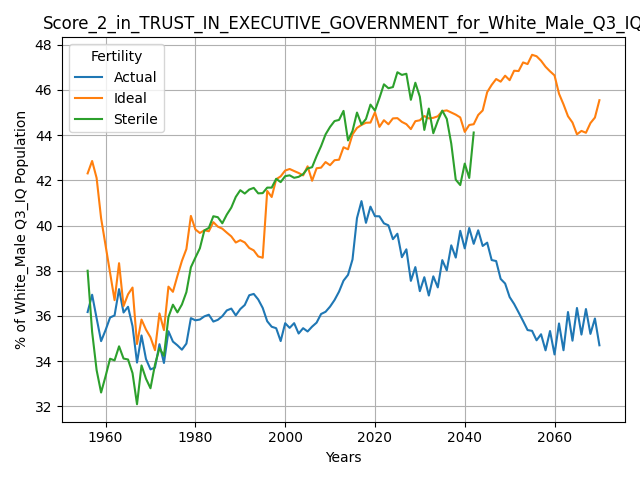 Score_2_in_TRUST_IN_EXECUTIVE_GOVERNMENT_for_White_Male_Q3_IQ
Fertility
Actual
Ideal
Sterile
% of White_Male Q3_IQ Population
48
46
44
42
40
38
36
34
32
1960
1980
2000
2020
2040
2060
Years